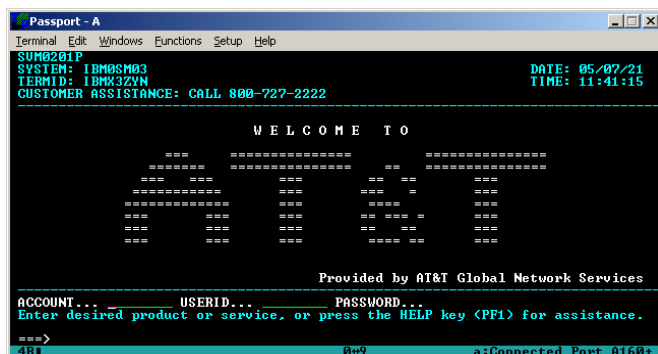 Passport - A
Terminal Edit Windows Functions Setup Help
SVM0201P
SYSTEM: IBM0SM03 DATE: 05/07/21
TERMID: IBMX3ZYN TIME: 11:41:15
CUSTOMER ASSISTANCE: CALL 800-727-2222
W E L C O M E T O
AT&T
Provided by AT&T Global Network Services
ACCOUNT... USERID... PASSWORD...
Enter desired product or service, or press the HELP key (PF1) for assistance.
===>
a:Connected Port A160+